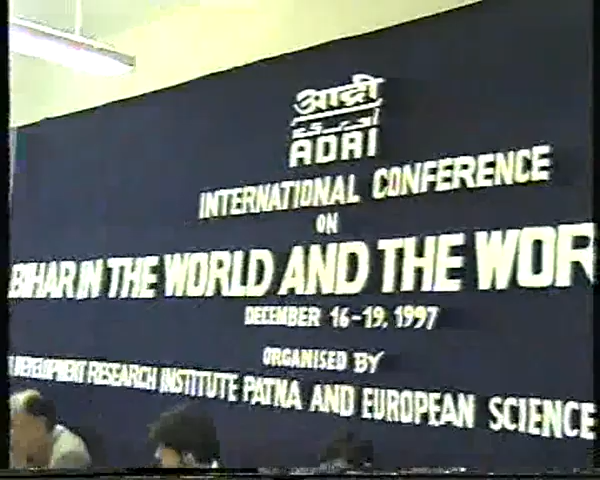 आद्री
ADRI
INTERNATIONAL CONFERENCE
ON
BIHAR IN THE WORLD AND THE WOR
DECEMBER 16-19, 1997
ORGANISED BY
DEVELOPMENT RESEARCH INSTITUTE PATNA AND EUROPEAN SCIENCE